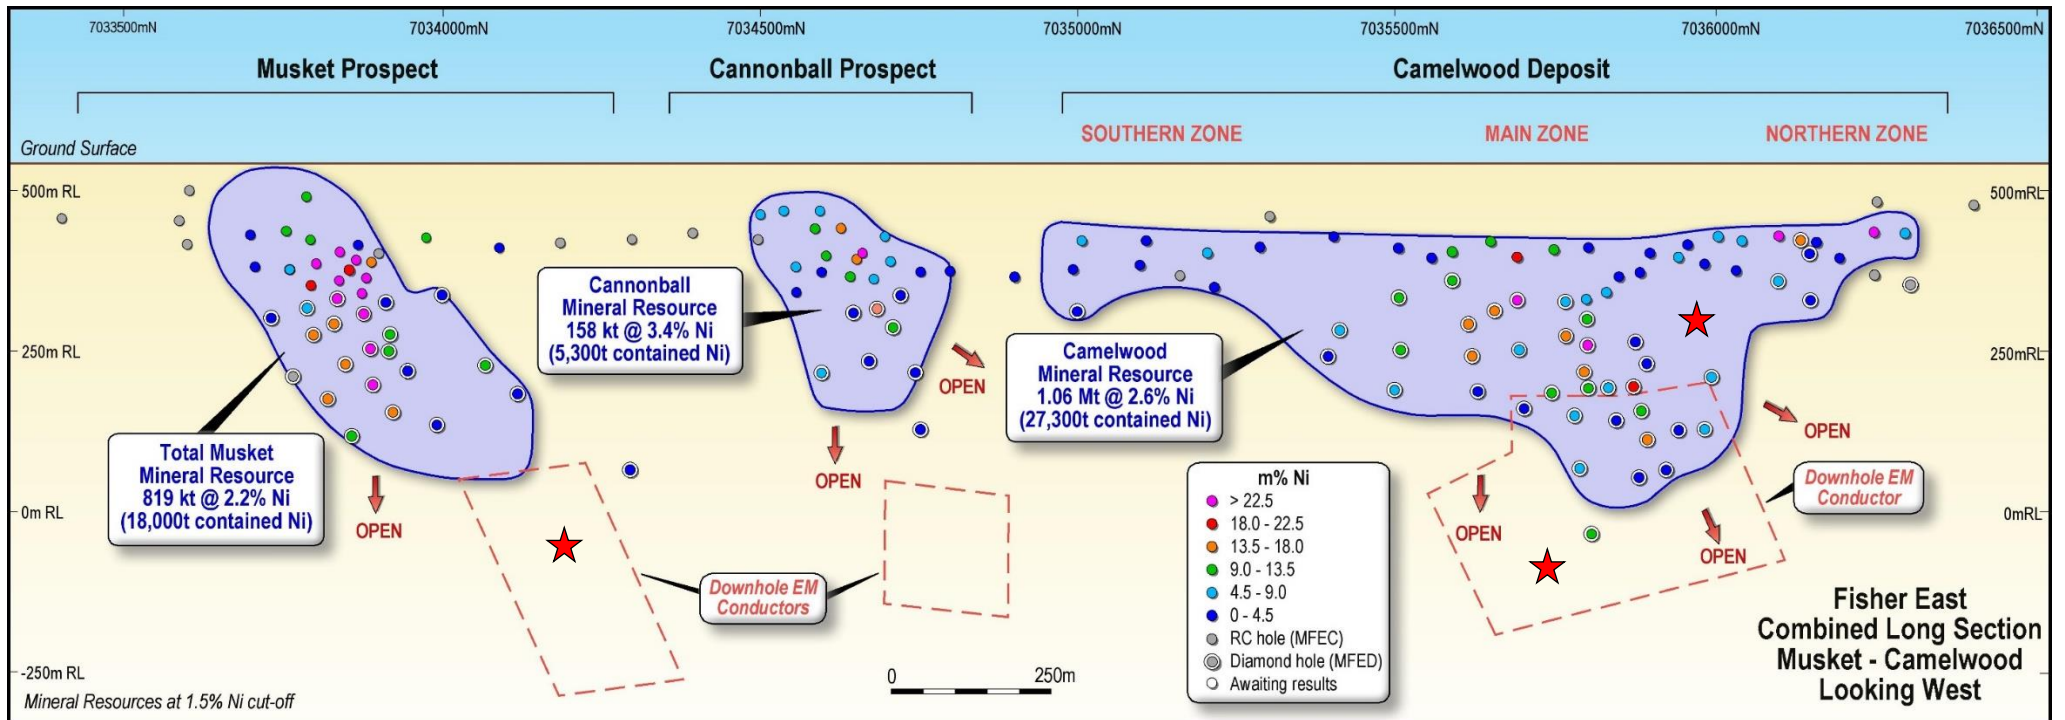 7033500mN
7034000mN
7034500mN
7035000mN
7035500mN
7036000mN
7036500mN
Musket Prospect
Cannonball Prospect
Camelwood Deposit
SOUTHERN ZONE
MAIN ZONE
NORTHERN ZONE
Ground Surface
500m RL
500mRL
250m RL
250mRL
0m RL
0mRL
-250m RL
Total Musket
Mineral Resource
819 kt @ 2.2% Ni
(18,000t contained Ni)
Cannonball
Mineral Resource
158 kt @ 3.4% Ni
(5,300t contained Ni)
Camelwood
Mineral Resource
1.06 Mt @ 2.6% Ni
(27,300t contained Ni)
OPEN
OPEN
OPEN
OPEN
OPEN
OPEN
Downhole EM
Conductors
Downhole EM
Conductor
m% Ni
> 22.5
18.0 - 22.5
13.5 - 18.0
9.0 - 13.5
4.5 - 9.0
0 - 4.5
RC hole (MFEC)
Diamond hole (MFED)
Awaiting results
0
250m
Mineral Resources at 1.5% Ni cut-off
Fisher East
Combined Long Section
Musket - Camelwood
Looking West